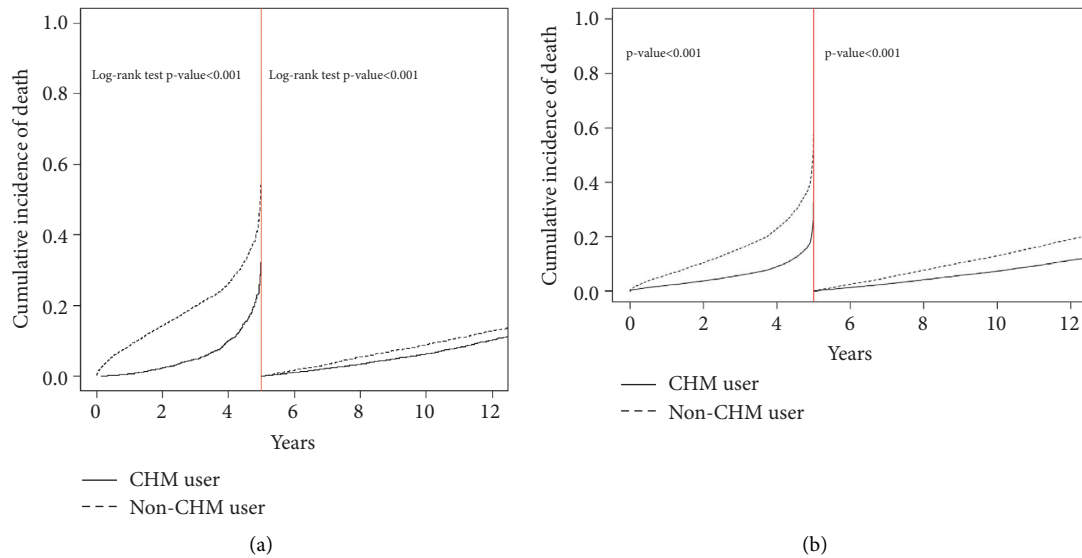 Cumulative incidence of death
1.0
0.8
0.6
0.4
0.2
0.0
Log-rank test p-value<0.001
Log-rank test p-value<0.001
0 2 4 6 8 10 12
Years
CHM user
Non-CHM user
(a)
Cumulative incidence of death
1.0
0.8
0.6
0.4
0.2
0.0
p-value<0.001
p-value<0.001
0 2 4 6 8 10 12
Years
CHM user
Non-CHM user
(b)